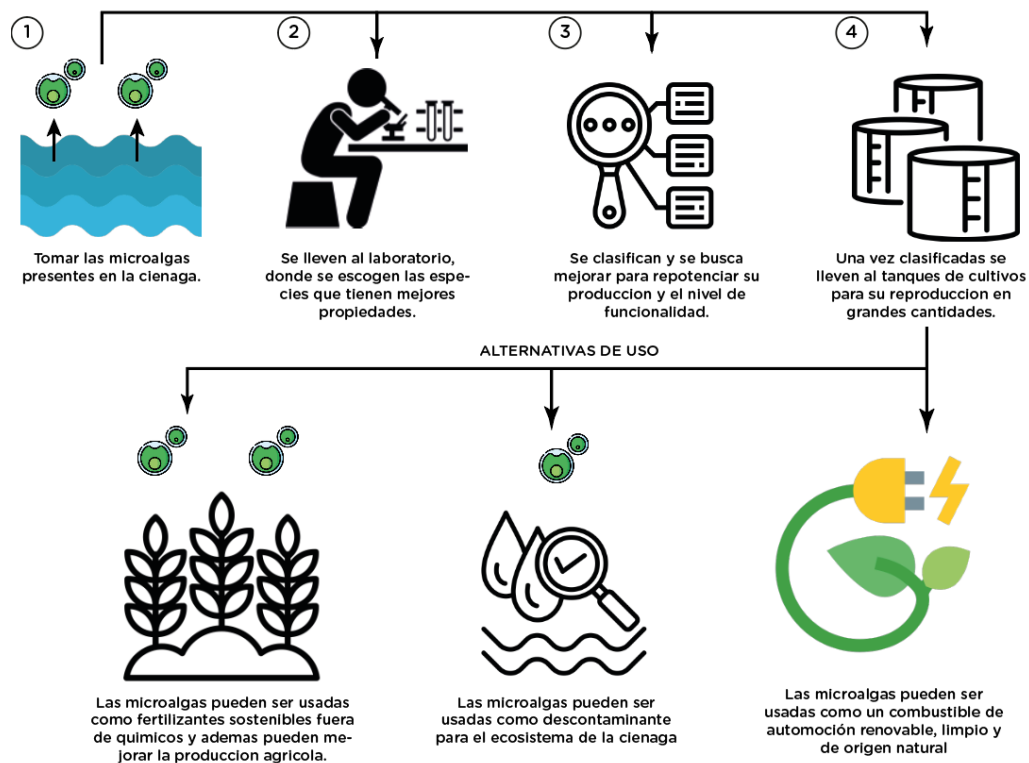 1
2
3
4
Tomar las microalgas
presentes en la cienaga.
Se lleven al laboratorio,
donde se escogen las espe-
cies que tienen mejores
propiedades.
Se clasifican y se busca
mejorar para repotenciar su
produccion y el nivel de
funcionalidad.
Una vez clasificadas se
lleven al tanques de cultivos
para su reproduccion en
grandes cantidades.
ALTERNATIVAS DE USO
Las microalgas pueden ser usadas
como fertilizantes sostenibles fuera
de quimicos y ademas pueden me-
jorar la produccion agricola.
Las microalgas pueden ser
usadas como descontaminante
para el ecosistema de la cienaga
Las microalgas pueden ser
usadas como un combustible de
automoción renovable, limpio y
de origen natural